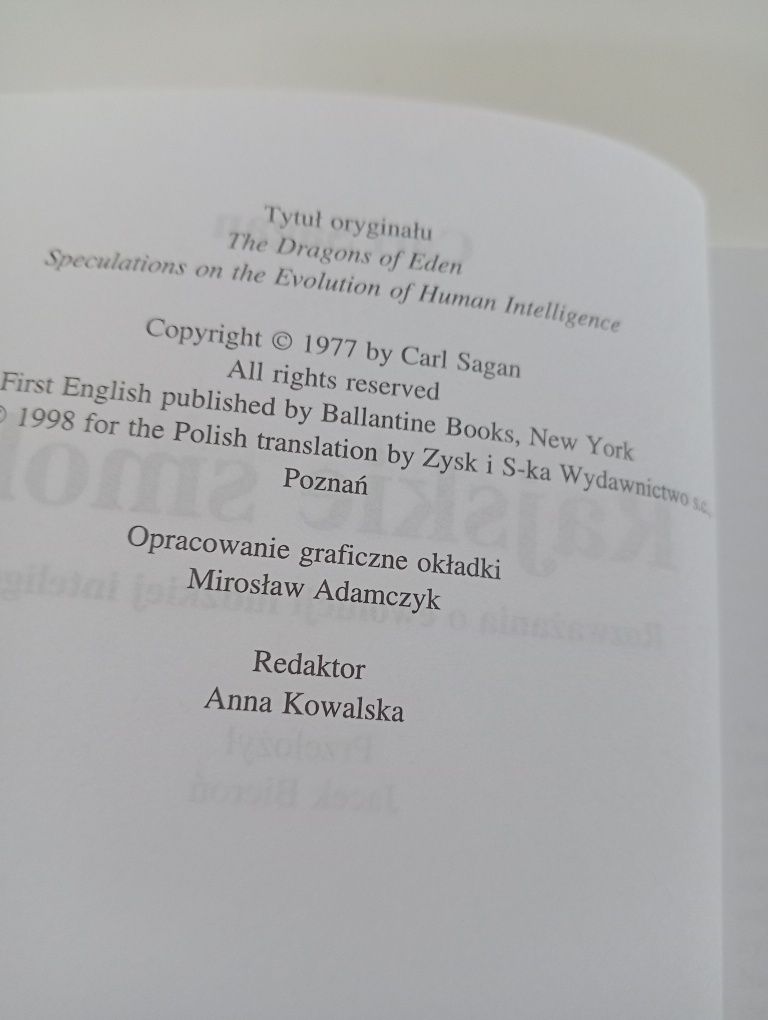 Tytuł oryginału
The Dragons of Eden
Speculations on the Evolution of Human Intelligence
Copyright © 1977 by Carl Sagan
All rights reserved
First English published by Ballantine Books, New York
© 1998 for the Polish translation by Zysk i S-ka Wydawnictwo s.c.,
Poznań
Opracowanie graficzne okładki
Mirosław Adamczyk
Redaktor
Anna Kowalska